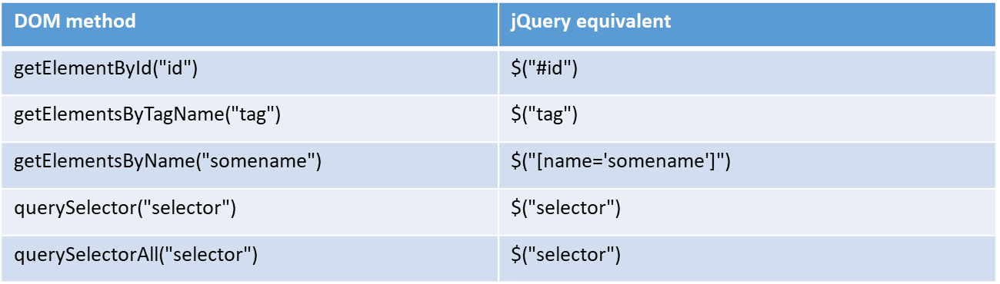 DOM method jQuery equivalent
getElementById("id") $("#id")
getElementsByTagName("tag") $("tag")
getElementsByName("somename") $("[name='somename']")
querySelector("selector") $("selector")
querySelectorAll("selector") $("selector")